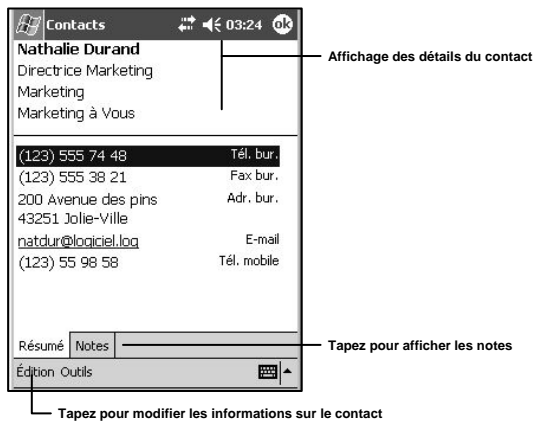 Contacts 03:24 ok
Nathalie Durand
Directrice Marketing
Marketing
Marketing à Vous
Affichage des détails du contact
(123) 555 74 48 Tél. bur.
(123) 555 38 21 Fax bur.
200 Avenue des pins Adr. bur.
43251 Jolie-Ville
natdur@logiciel.log E-mail
(123) 55 98 58 Tél. mobile
Résumé Notes
Tapez pour afficher les notes
Édition Outils
Tapez pour modifier les informations sur le contact